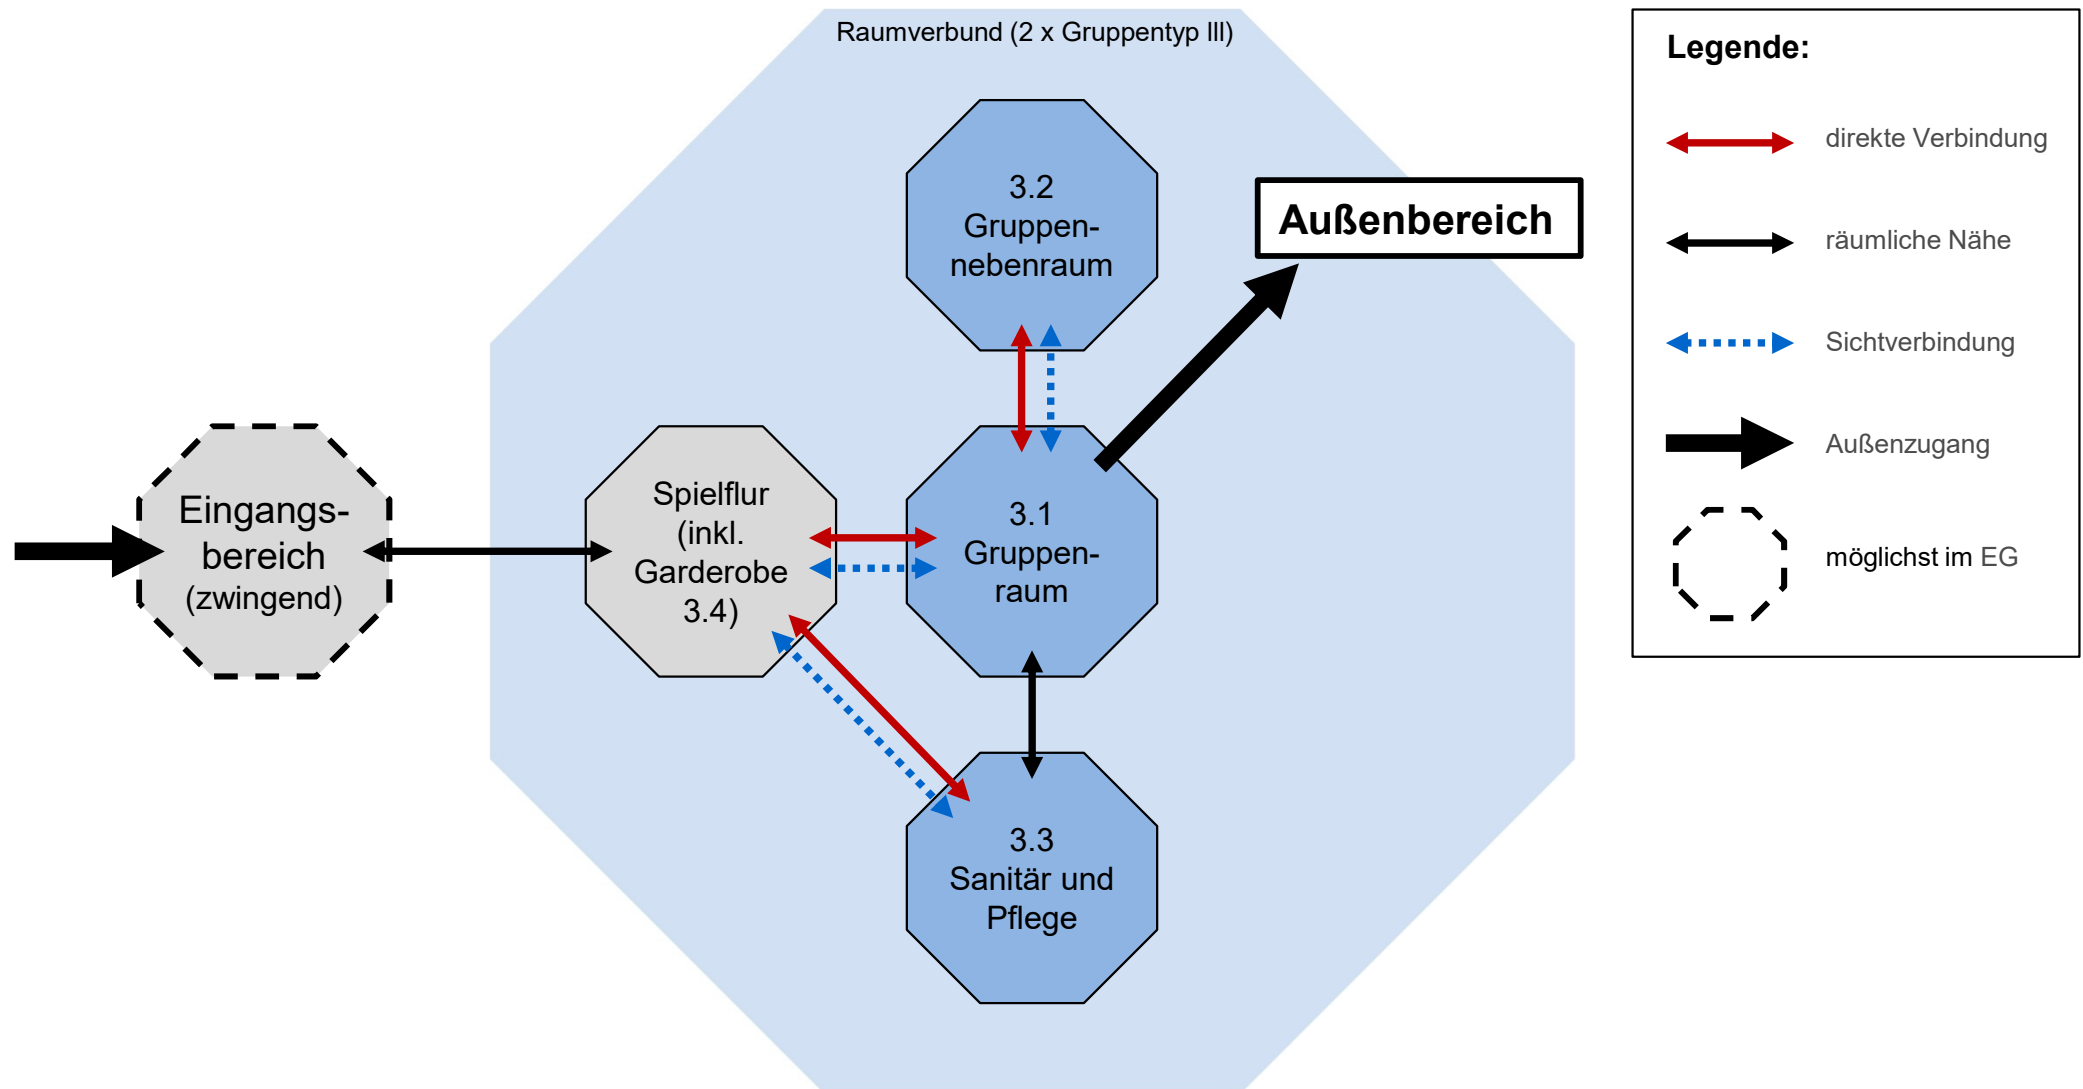 Raumverbund (2 x Gruppentyp III)
3.2
Gruppen-
nebenraum
Außenbereich
Eingangs-
bereich
(zwingend)
Spielflur
(inkl.
Garderobe
3.4)
3.1
Gruppen-
raum
3.3
Sanitär und
Pflege
Legende:
direkte Verbindung
räumliche Nähe
Sichtverbindung
Außenzugang
möglichst im EG